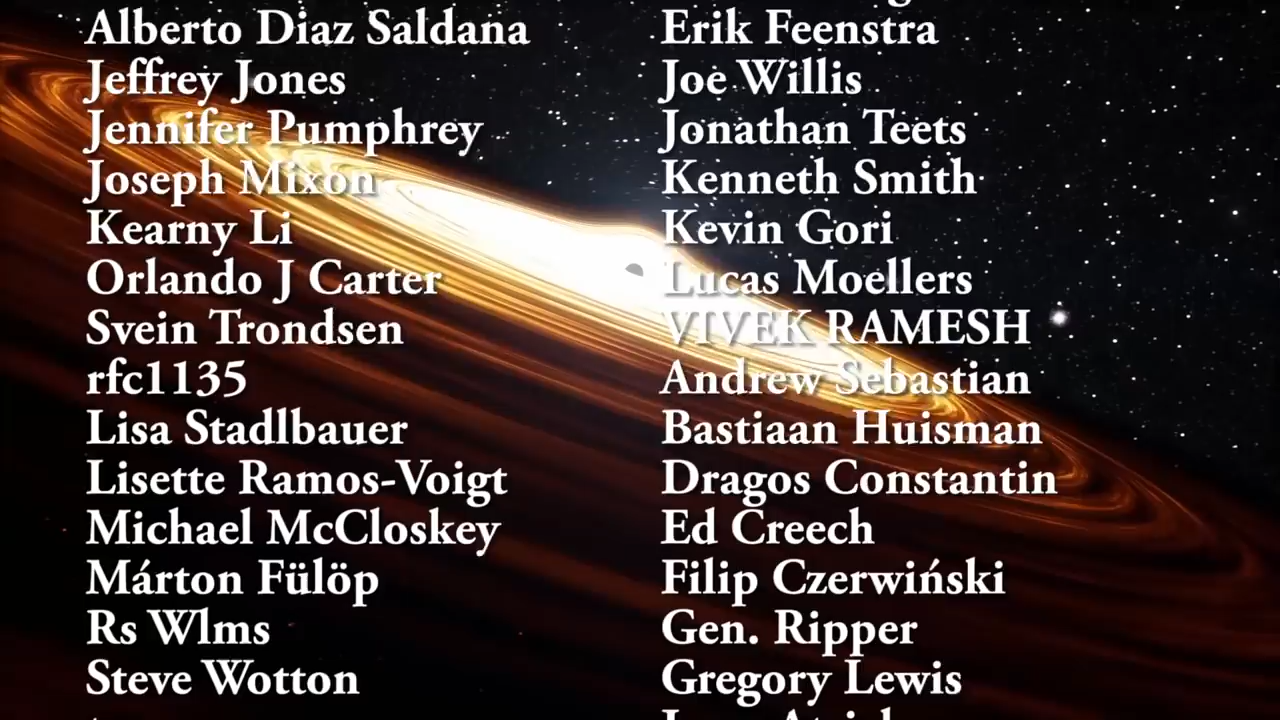 Alberto Diaz Saldana
Jeffrey Jones
Jennifer Pumphrey
Joseph Mixon
Kearny Li
Orlando J Carter
Svein Trondsen
rfc1135
Lisa Stadlbauer
Lisette Ramos-Voigt
Michael McCloskey
Márton Fülöp
Rs Wlms
Steve Wotton
Erik Feenstra
Joe Willis
Jonathan Teets
Kenneth Smith
Kevin Gori
Lucas Moellers
VIVEK RAMESH
Andrew Sebastian
Bastiaan Huisman
Dragos Constantin
Ed Creech
Filip Czerwiński
Gen. Ripper
Gregory Lewis